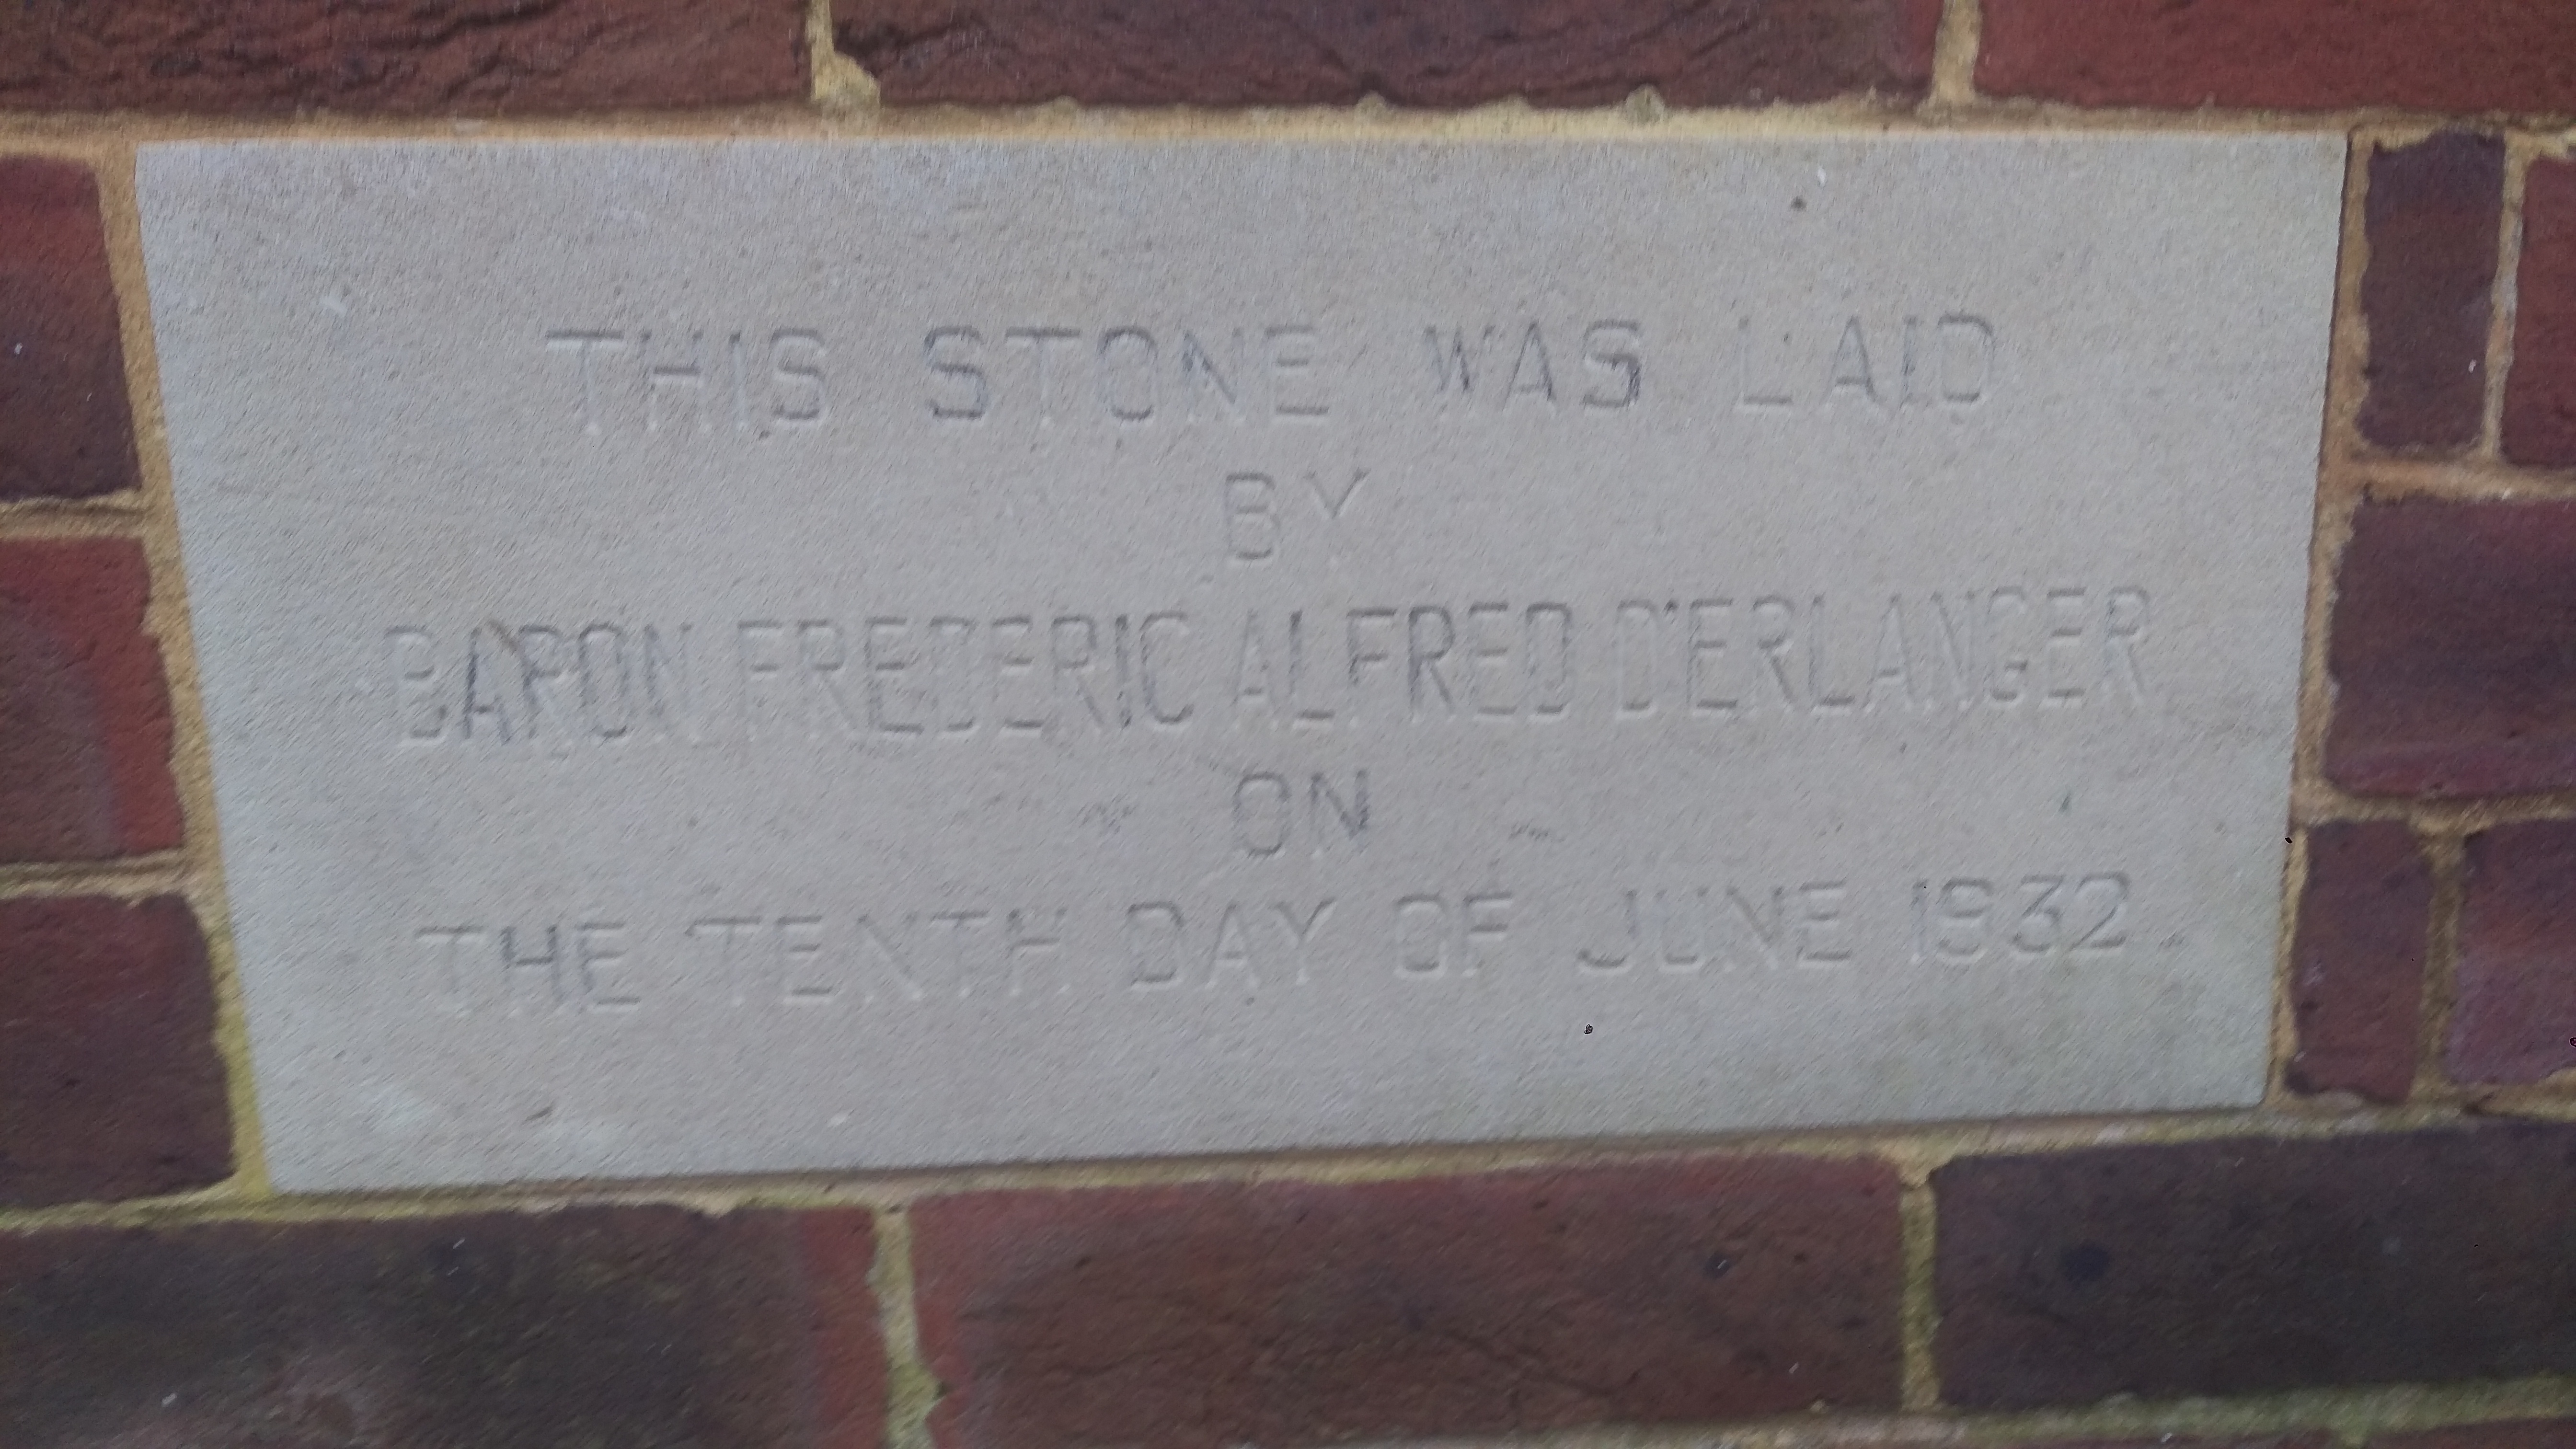 THIS STONE WAS LAID
BY
BARON FREDERIC ALFRED D'ERLANGER
ON
THE TENTH DAY OF JUNE 1932